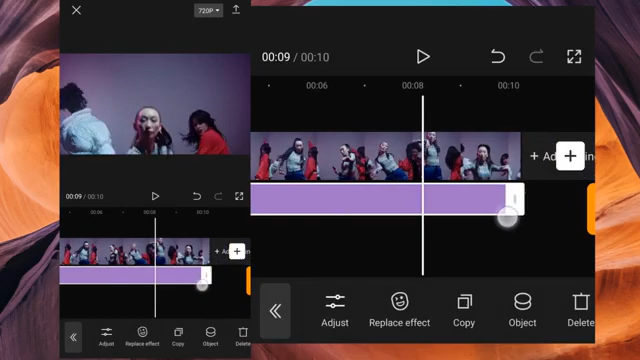 720P
00:09 / 00:10
00:06
00:08
00:10
+ Ad
Adjust
Replace effect
Copy
Object
Delete
00:09 / 00:10
00:06
00:08
00:10
Adjust
Replace effect
Copy
Object
Delete